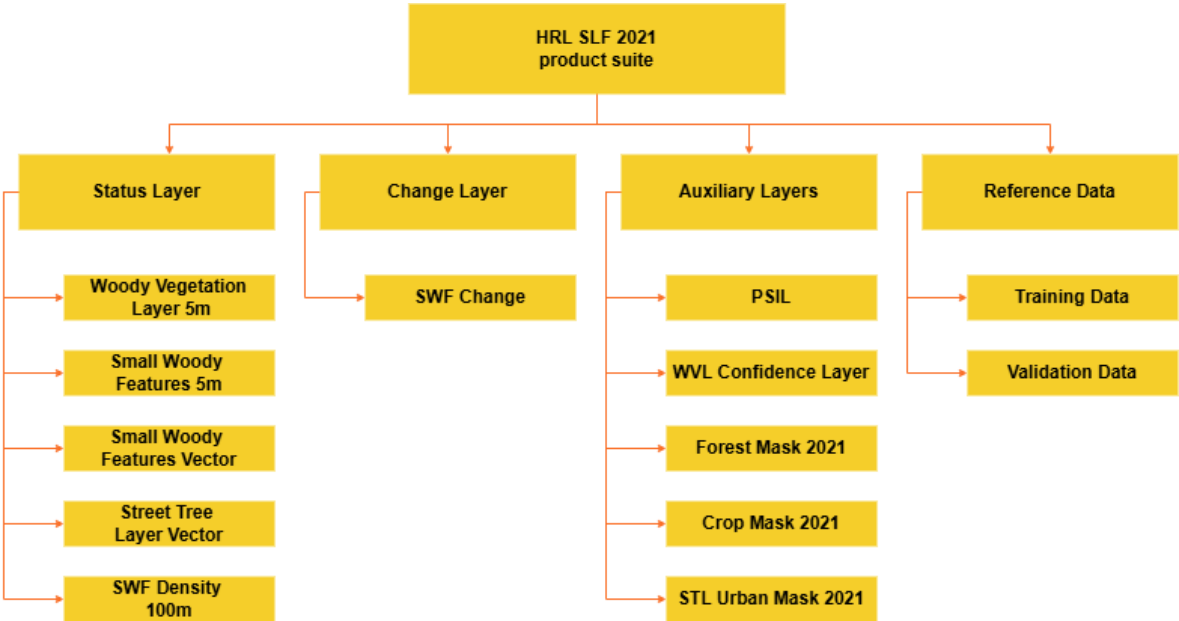 HRL SLF 2021
product suite
Status Layer
Change Layer
Auxiliary Layers
Reference Data
Woody Vegetation
Layer 5m
Small Woody
Features 5m
Small Woody
Features Vector
Street Tree
Layer Vector
SWF Density
100m
SWF Change
PSIL
WVL Confidence Layer
Forest Mask 2021
Crop Mask 2021
STL Urban Mask 2021
Training Data
Validation Data